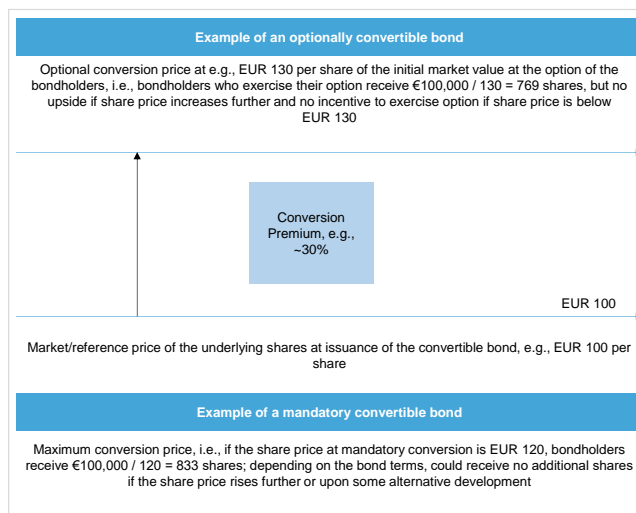 Example of an optionally convertible bond
Optional conversion price at e.g., EUR 130 per share of the initial market value at the option of the
bondholders, i.e., bondholders who exercise their option receive €100,000 / 130 = 769 shares, but no
upside if share price increases further and no incentive to exercise option if share price is below
EUR 130
Conversion
Premium, e.g.,
~30%
EUR 100
Market/reference price of the underlying shares at issuance of the convertible bond, e.g., EUR 100 per
share
Example of a mandatory convertible bond
Maximum conversion price, i.e., if the share price at mandatory conversion is EUR 120, bondholders
receive €100,000 / 120 = 833 shares; depending on the bond terms, could receive no additional shares
if the share price rises further or upon some alternative development